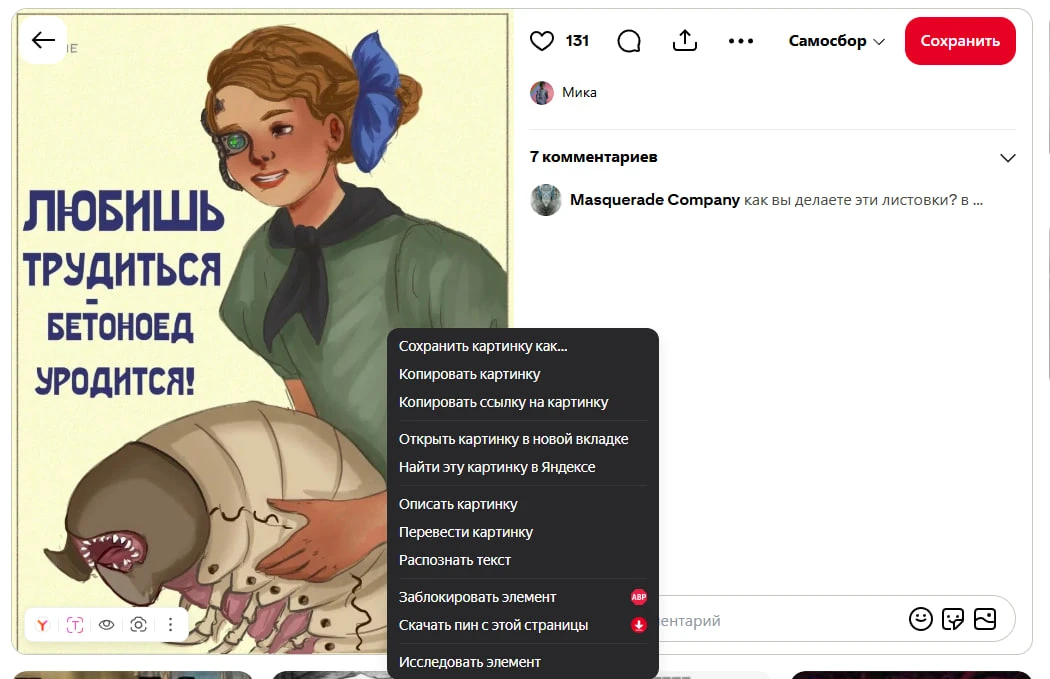 131
Самосбор
Сохранить
Мика
7 комментариев
Masquerade Company как вы делаете эти листовки? в ...
ЛЮБИШЬ
ТРУДИТЬСЯ
-
БЕТОНОЕД
УРОДИТСЯ!
Сохранить картинку как...
Копировать картинку
Копировать ссылку на картинку
Открыть картинку в новой вкладке
Найти эту картинку в Яндексе
Описать картинку
Перевести картинку
Распознать текст
Заблокировать элемент
ABP
Скачать пин с этой страницы
Исследовать элемент
Y
T